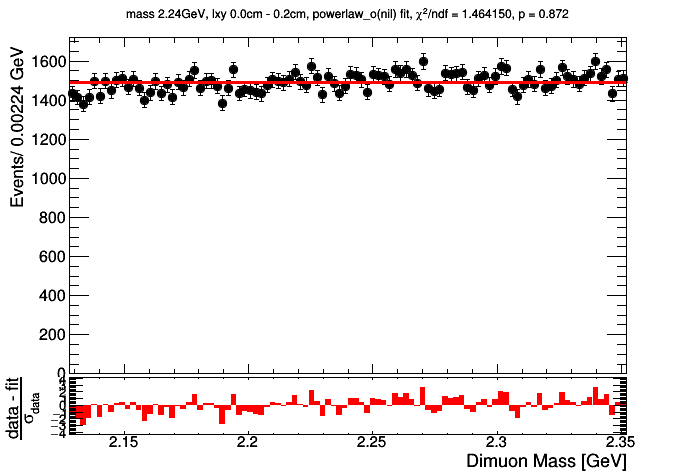 mass 2.24GeV, lxy 0.0cm - 0.2cm, powerlaw_o(nil) fit, χ²/ndf = 1.464150, p = 0.872
Events/ 0.00224 GeV
1600
1400
1200
1000
800
600
400
200
0
data - fit
σdata
2.15
2.2
2.25
2.3
2.35
Dimuon Mass [GeV]